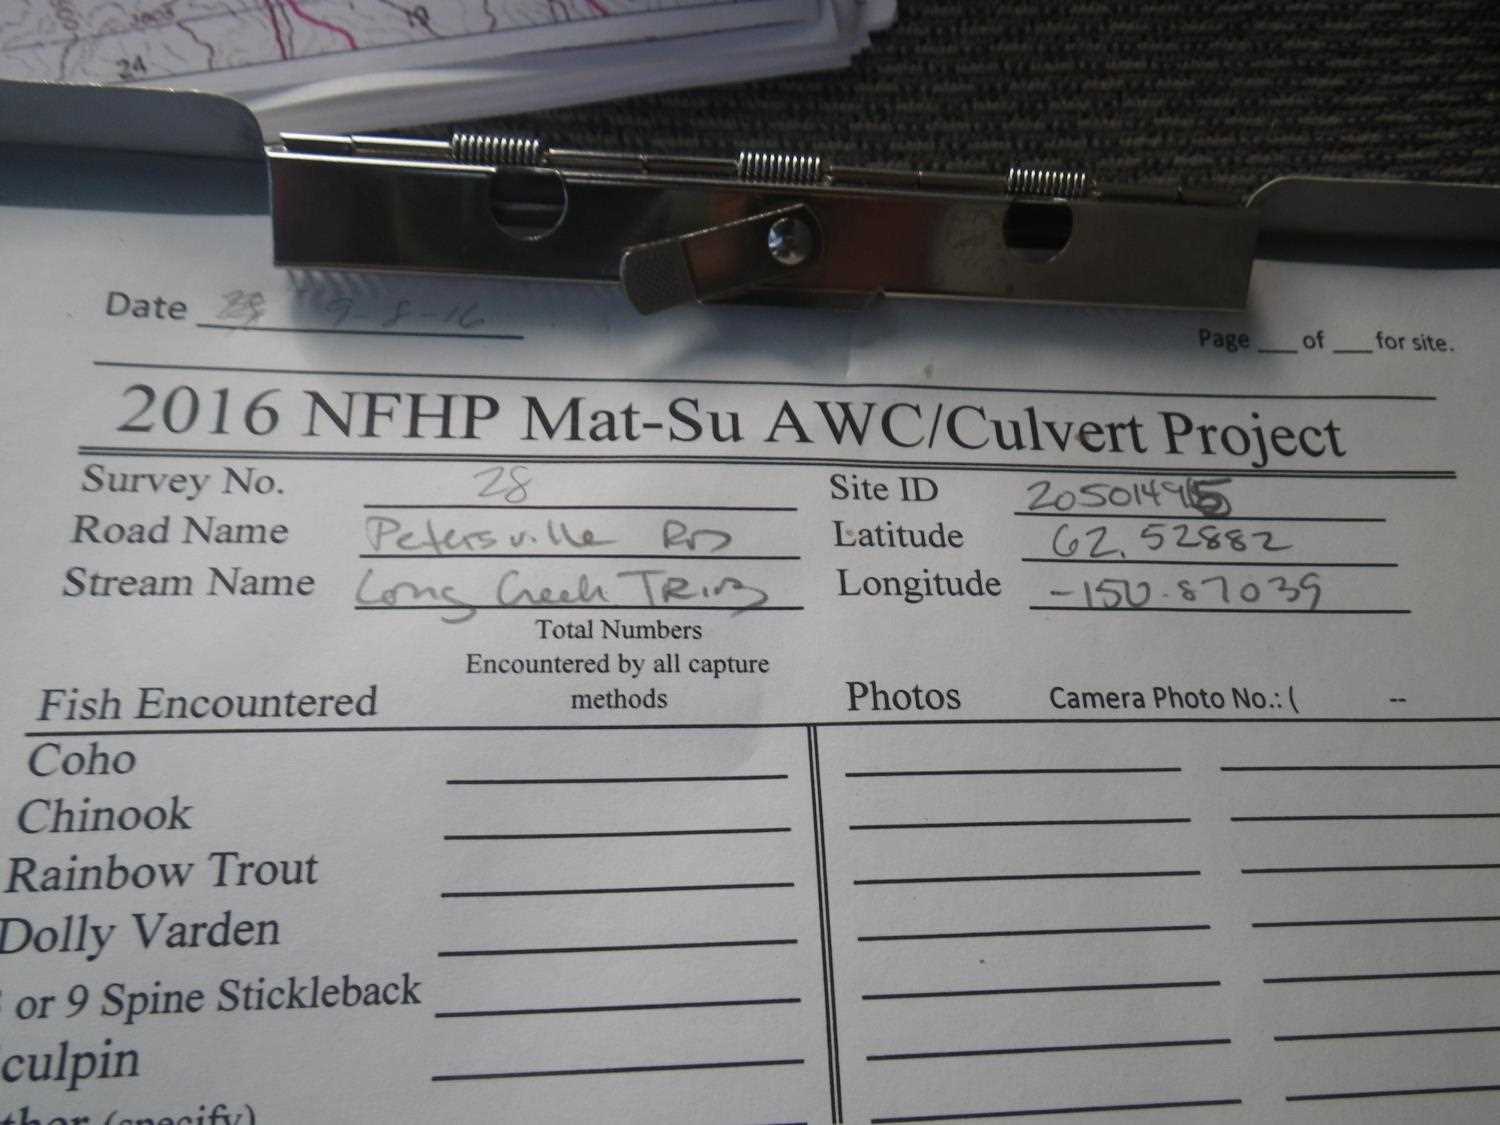 24
Date 9-8-16
Page ___ of ___ for site.
2016 NFHP Mat-Su AWC/Culvert Project
Survey No. 28 Site ID 20501495
Road Name Petersville RD Latitude 62.52882
Stream Name Long Creek TRIB Longitude -150.87039
Total Numbers
Encountered by all capture
methods
Fish Encountered Photos Camera Photo No.: ( --
Coho
Chinook
Rainbow Trout
Dolly Varden
or 9 Spine Stickleback
culpin
ther (specify)